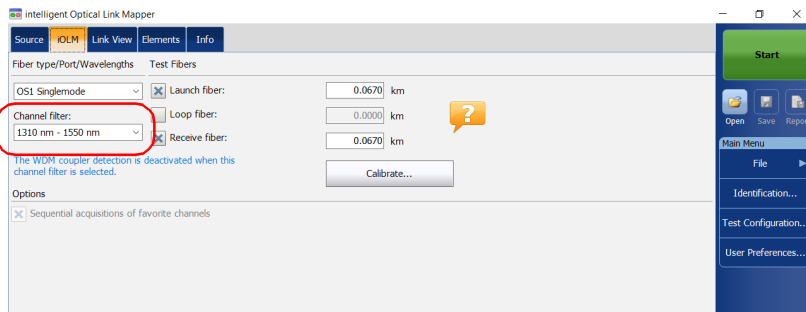 intelligent Optical Link Mapper
Source iOLM Link View Elements Info
Fiber type/Port/Wavelengths Test Fibers
OS1 Singlemode
Launch fiber: 0.0670 km
Channel filter:
Loop fiber: 0.0000 km
1310 nm - 1550 nm
Receive fiber: 0.0670 km
?
The WDM coupler detection is deactivated when this
channel filter is selected.
Calibrate...
Options
Sequential acquisitions of favorite channels
Start
Open Save Repor
Main Menu
File
Identification...
Test Configuration..
User Preferences...